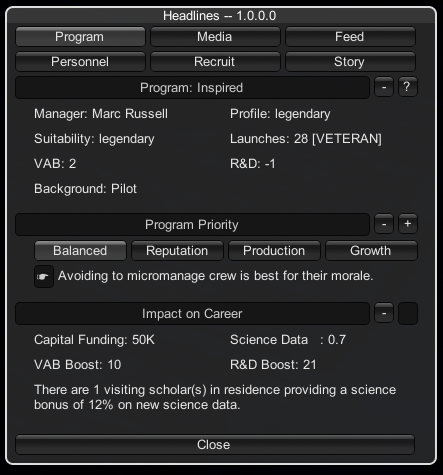 Headlines -- 1.0.0.0
Program Media Feed
Personnel Recruit Story
Program: Inspired - ?
Manager: Marc Russell Profile: legendary
Suitability: legendary Launches: 28 [VETERAN]
VAB: 2 R&D: -1
Background: Pilot
Program Priority - +
Balanced Reputation Production Growth
Avoiding to micromanage crew is best for their morale.
Impact on Career -
Capital Funding: 50K Science Data : 0.7
VAB Boost: 10 R&D Boost: 21
There are 1 visiting scholar(s) in residence providing a science
bonus of 12% on new science data.
Close